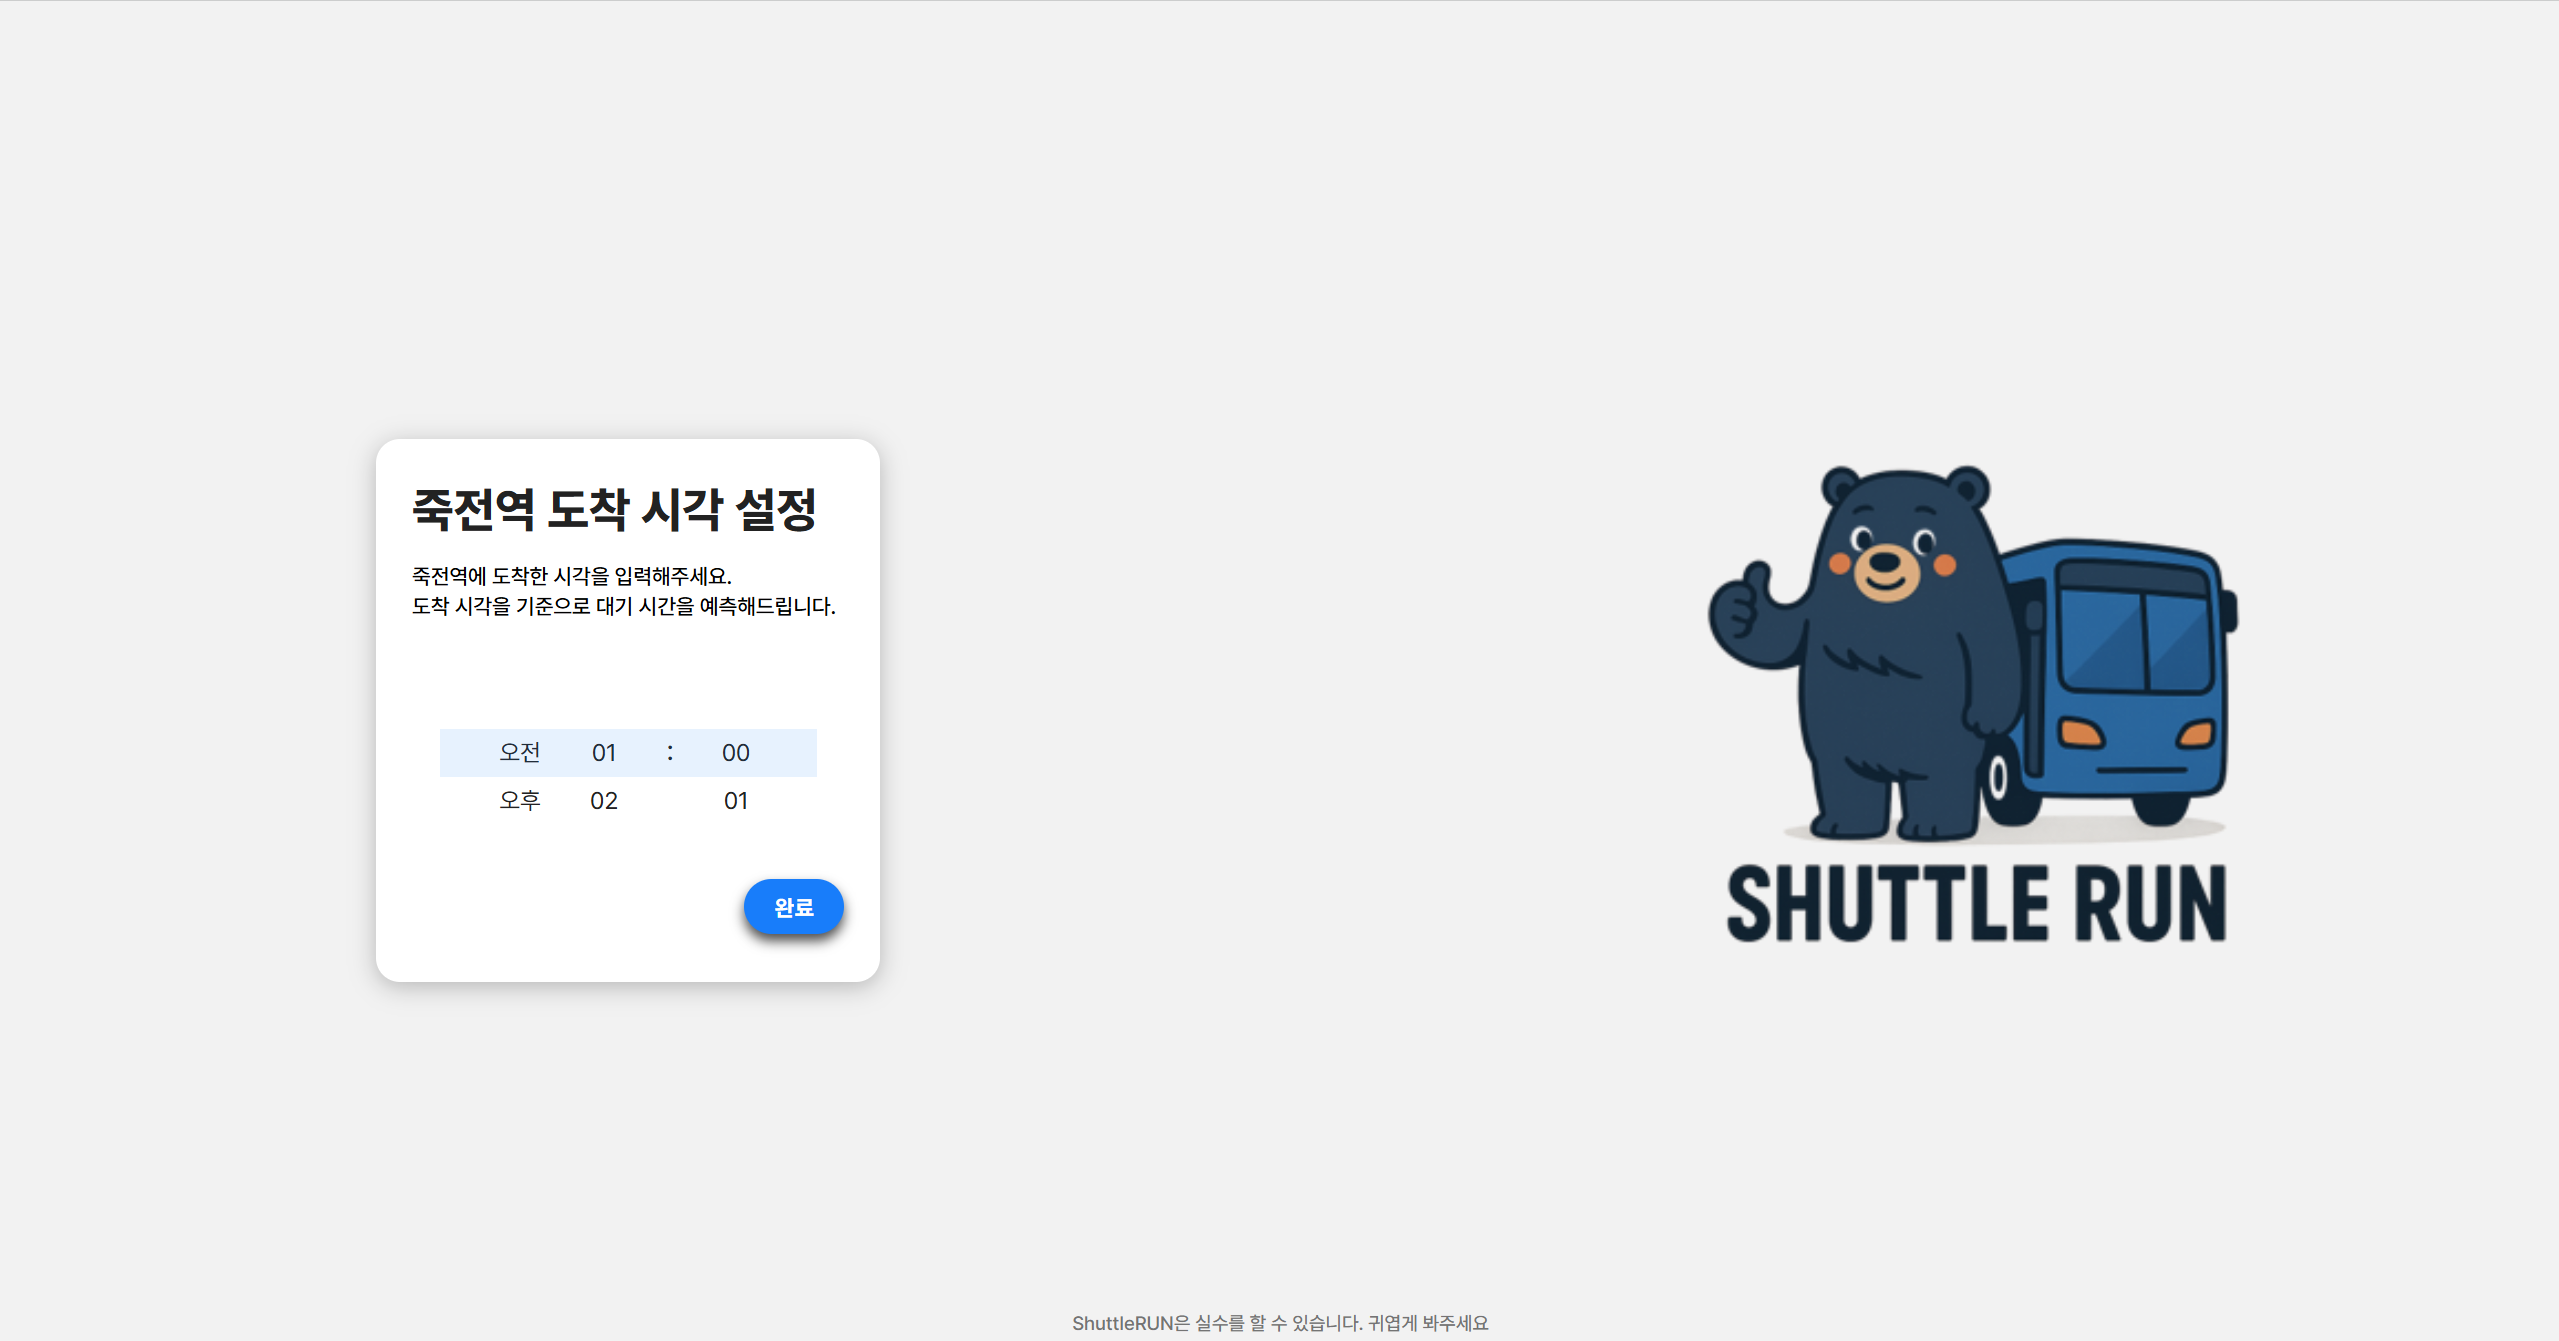 죽전역 도착 시각 설정
죽전역에 도착한 시각을 입력해주세요.
도착 시각을 기준으로 대기 시간을 예측해드립니다.
오전 01 : 00
오후 02 01
완료
SHUTTLE RUN
ShuttleRUN은 실수를 할 수 있습니다. 귀엽게 봐주세요